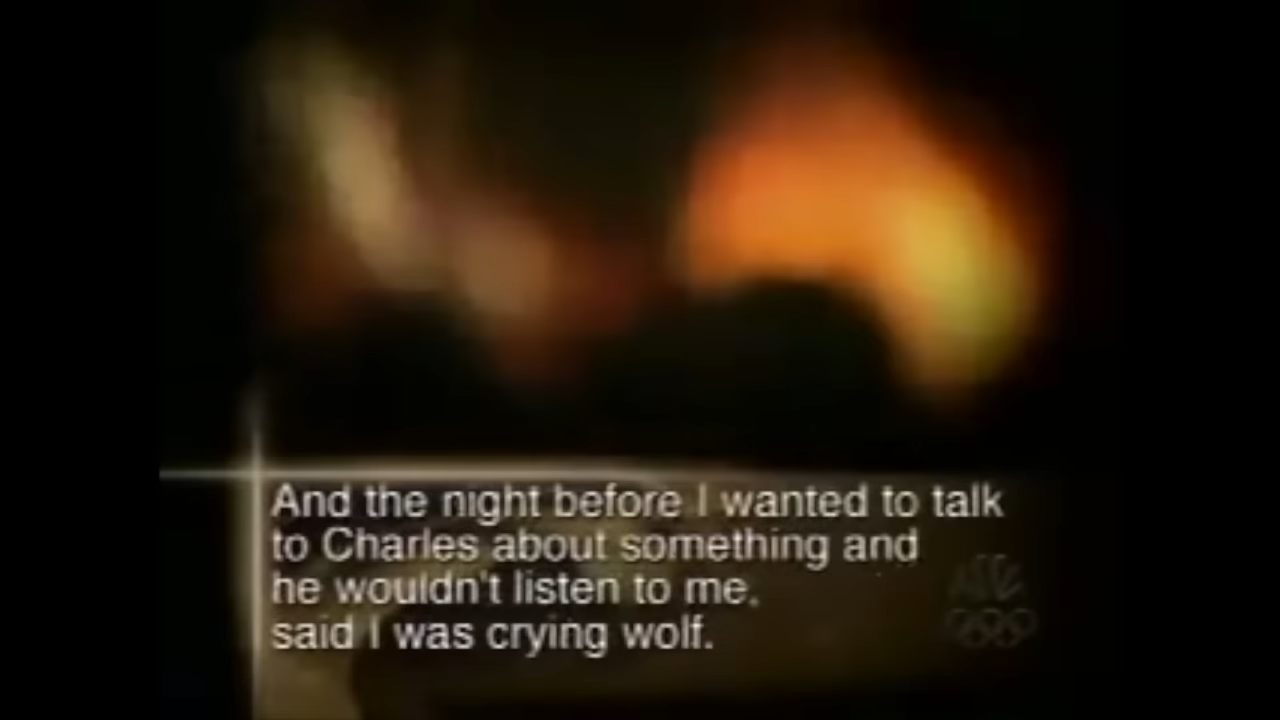 And the night before I wanted to talk
to Charles about something and
he wouldn't listen to me,
said I was crying wolf.